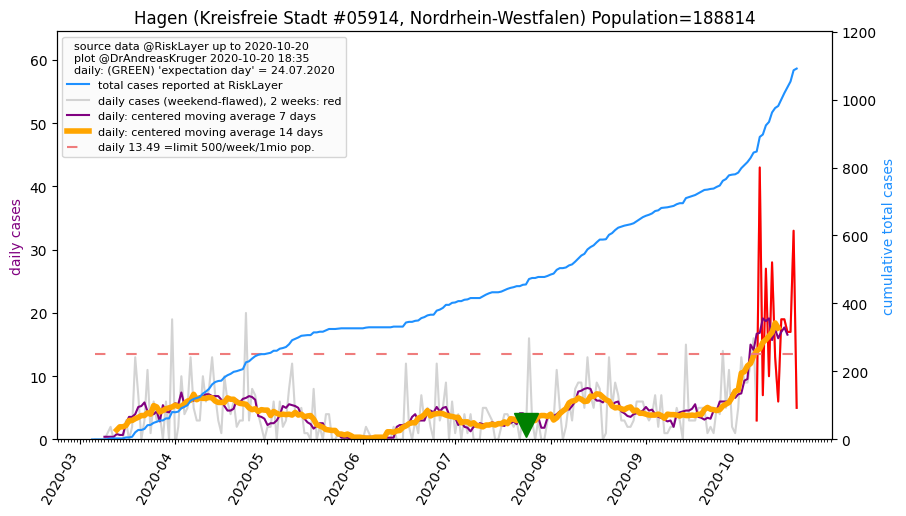 Hagen (Kreisfreie Stadt #05914, Nordrhein-Westfalen) Population=188814
source data @RiskLayer up to 2020-10-20
plot @DrAndreasKruger 2020-10-20 18:35
daily: (GREEN) 'expectation day' = 24.07.2020
total cases reported at RiskLayer
daily cases (weekend-flawed), 2 weeks: red
daily: centered moving average 7 days
daily: centered moving average 14 days
daily 13.49 =limit 500/week/1mio pop.
daily cases
60
50
40
30
20
10
0
cumulative total cases
1200
1000
800
600
400
200
0
2020-03
2020-04
2020-05
2020-06
2020-07
2020-08
2020-09
2020-10